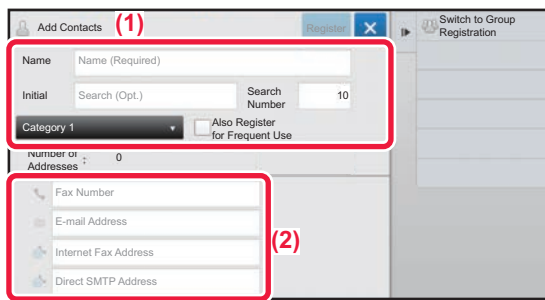 Add Contacts
(1)
Register
Switch to Group
Registration
Name
Name (Required)
Initial
Search (Opt.)
Search
Number
10
Category 1
Also Register
for Frequent Use
Number of
Addresses
:
0
Fax Number
E-mail Address
(2)
Internet Fax Address
Direct SMTP Address